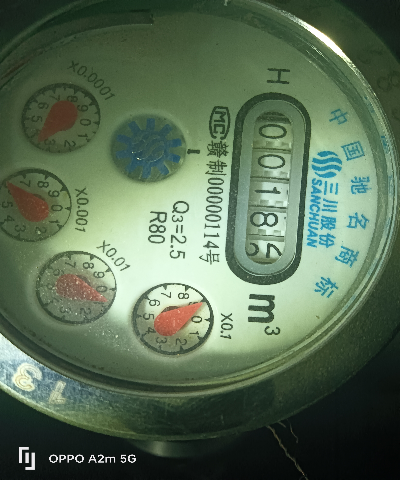 中国驰名商标
三川股份
SANCHUAN
H
00184
m³
MC 赣制00000114号
Q3=2.5
R80
X0.0001
X0.001
X0.01
X0.1
OPPO A2m 5G